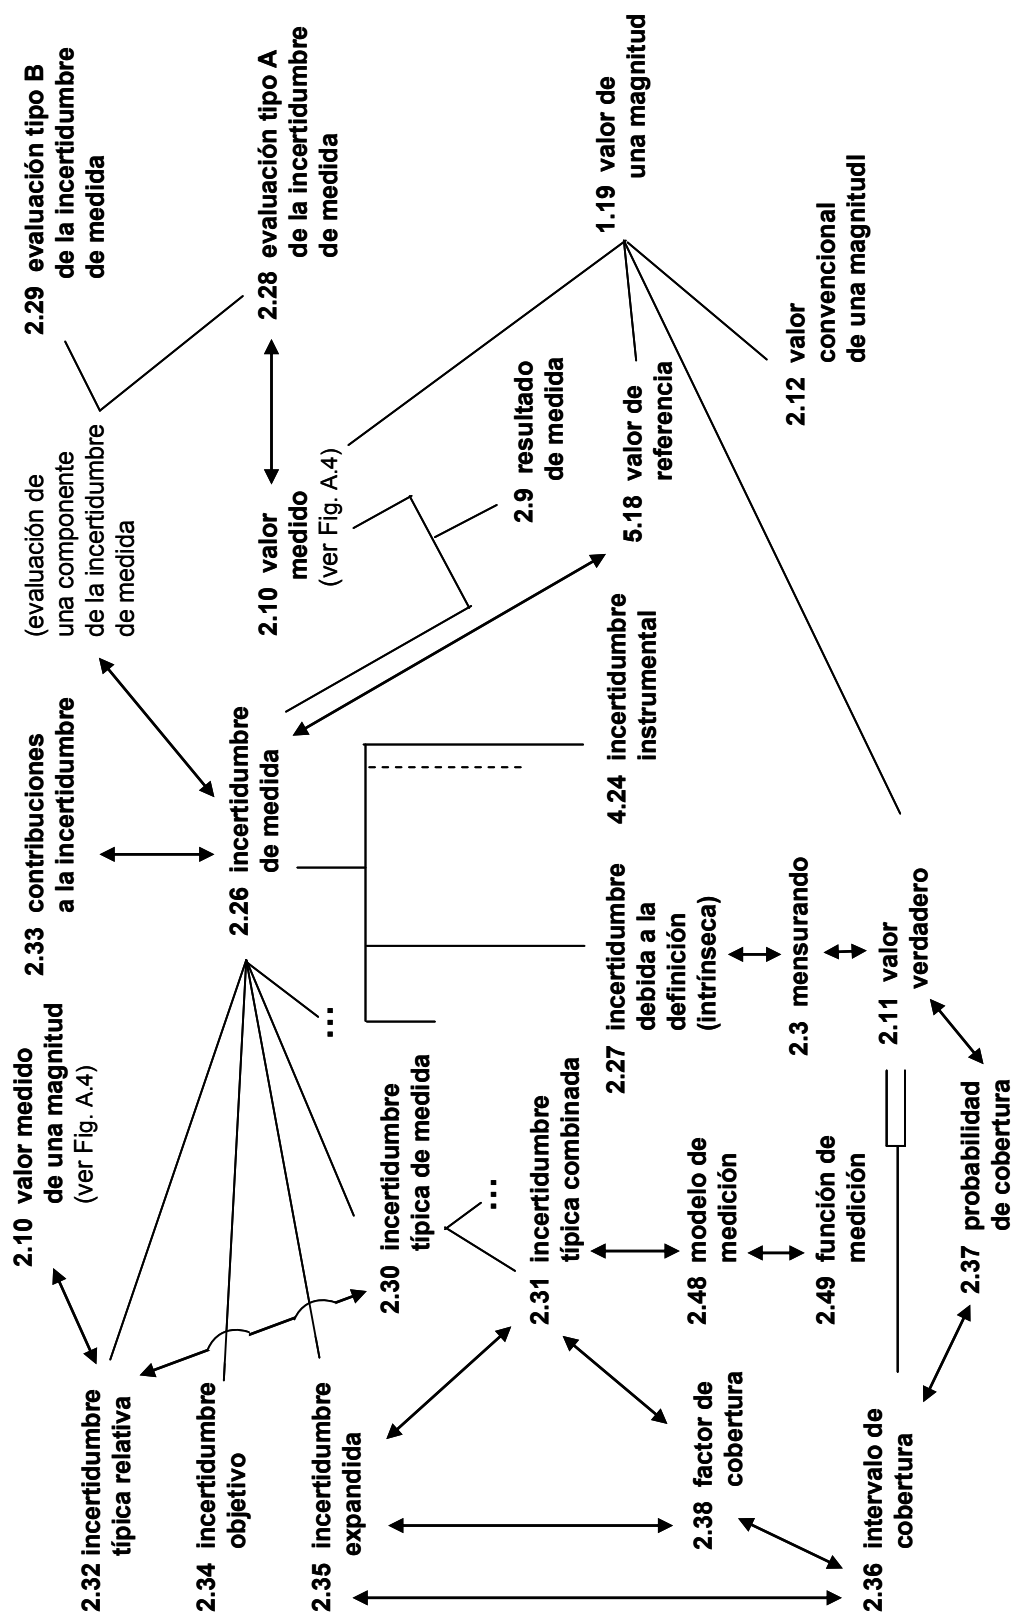 2.10 valor medido
de una magnitud
(ver Fig. A.4)
2.33 contribuciones
a la incertidumbre
(evaluación de
una componente
de la incertidumbre
de medida
2.29 evaluación tipo B
de la incertidumbre
de medida
2.32 incertidumbre
típica relativa
2.34 incertidumbre
objetivo
2.35 incertidumbre
expandida
2.26 incertidumbre
de medida
2.10 valor
medido
(ver Fig. A.4)
2.28 evaluación tipo A
de la incertidumbre
de medida
...
2.30 incertidumbre
típica de medida
...
2.31 incertidumbre
típica combinada
2.9 resultado
de medida
2.27 incertidumbre
debida a la
definición
(intrínseca)
4.24 incertidumbre
instrumental
5.18 valor de
referencia
1.19 valor de
una magnitud
2.38 factor de
cobertura
2.48 modelo de
medición
2.3 mensurando
2.12 valor
convencional
de una magnitudl
2.49 función de
medición
2.36 intervalo de
cobertura
2.11 valor
verdadero
2.37 probabilidad
de cobertura